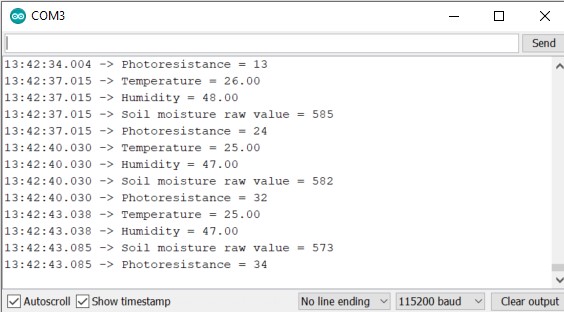 COM3
Send
13:42:34.004 -> Photoresistance = 13
13:42:37.015 -> Temperature = 26.00
13:42:37.015 -> Humidity = 48.00
13:42:37.015 -> Soil moisture raw value = 585
13:42:37.015 -> Photoresistance = 24
13:42:40.030 -> Temperature = 25.00
13:42:40.030 -> Humidity = 47.00
13:42:40.030 -> Soil moisture raw value = 582
13:42:40.030 -> Photoresistance = 32
13:42:43.038 -> Temperature = 25.00
13:42:43.038 -> Humidity = 47.00
13:42:43.085 -> Soil moisture raw value = 573
13:42:43.085 -> Photoresistance = 34
Autoscroll Show timestamp No line ending 115200 baud Clear output